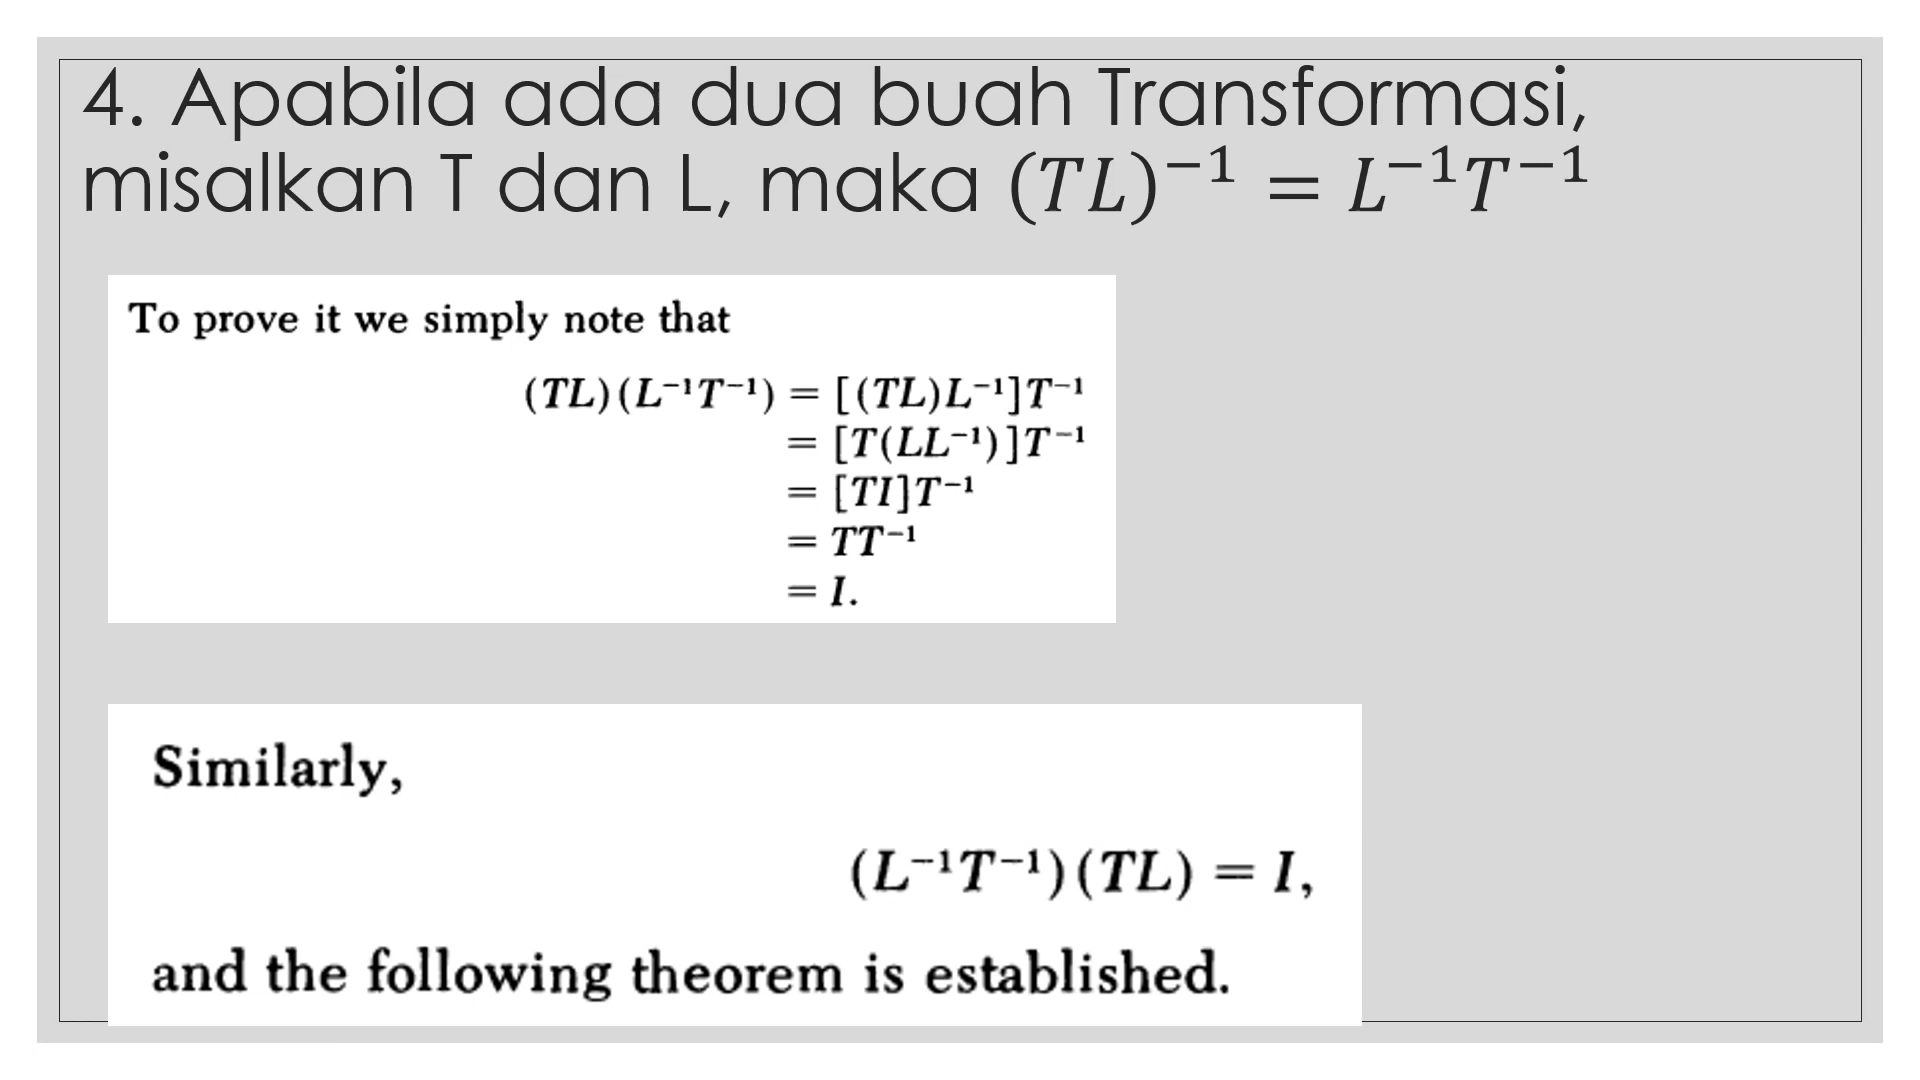 4. Apabila ada dua buah Transformasi,
misalkan T dan L, maka (𝑇𝐿)⁻¹ = 𝐿⁻¹𝑇⁻¹
To prove it we simply note that
(TL)(L⁻¹T⁻¹) = [(TL)L⁻¹]T⁻¹
= [T(LL⁻¹)]T⁻¹
= [TI]T⁻¹
= TT⁻¹
= I.
Similarly,
(L⁻¹T⁻¹)(TL) = I,
and the following theorem is established.